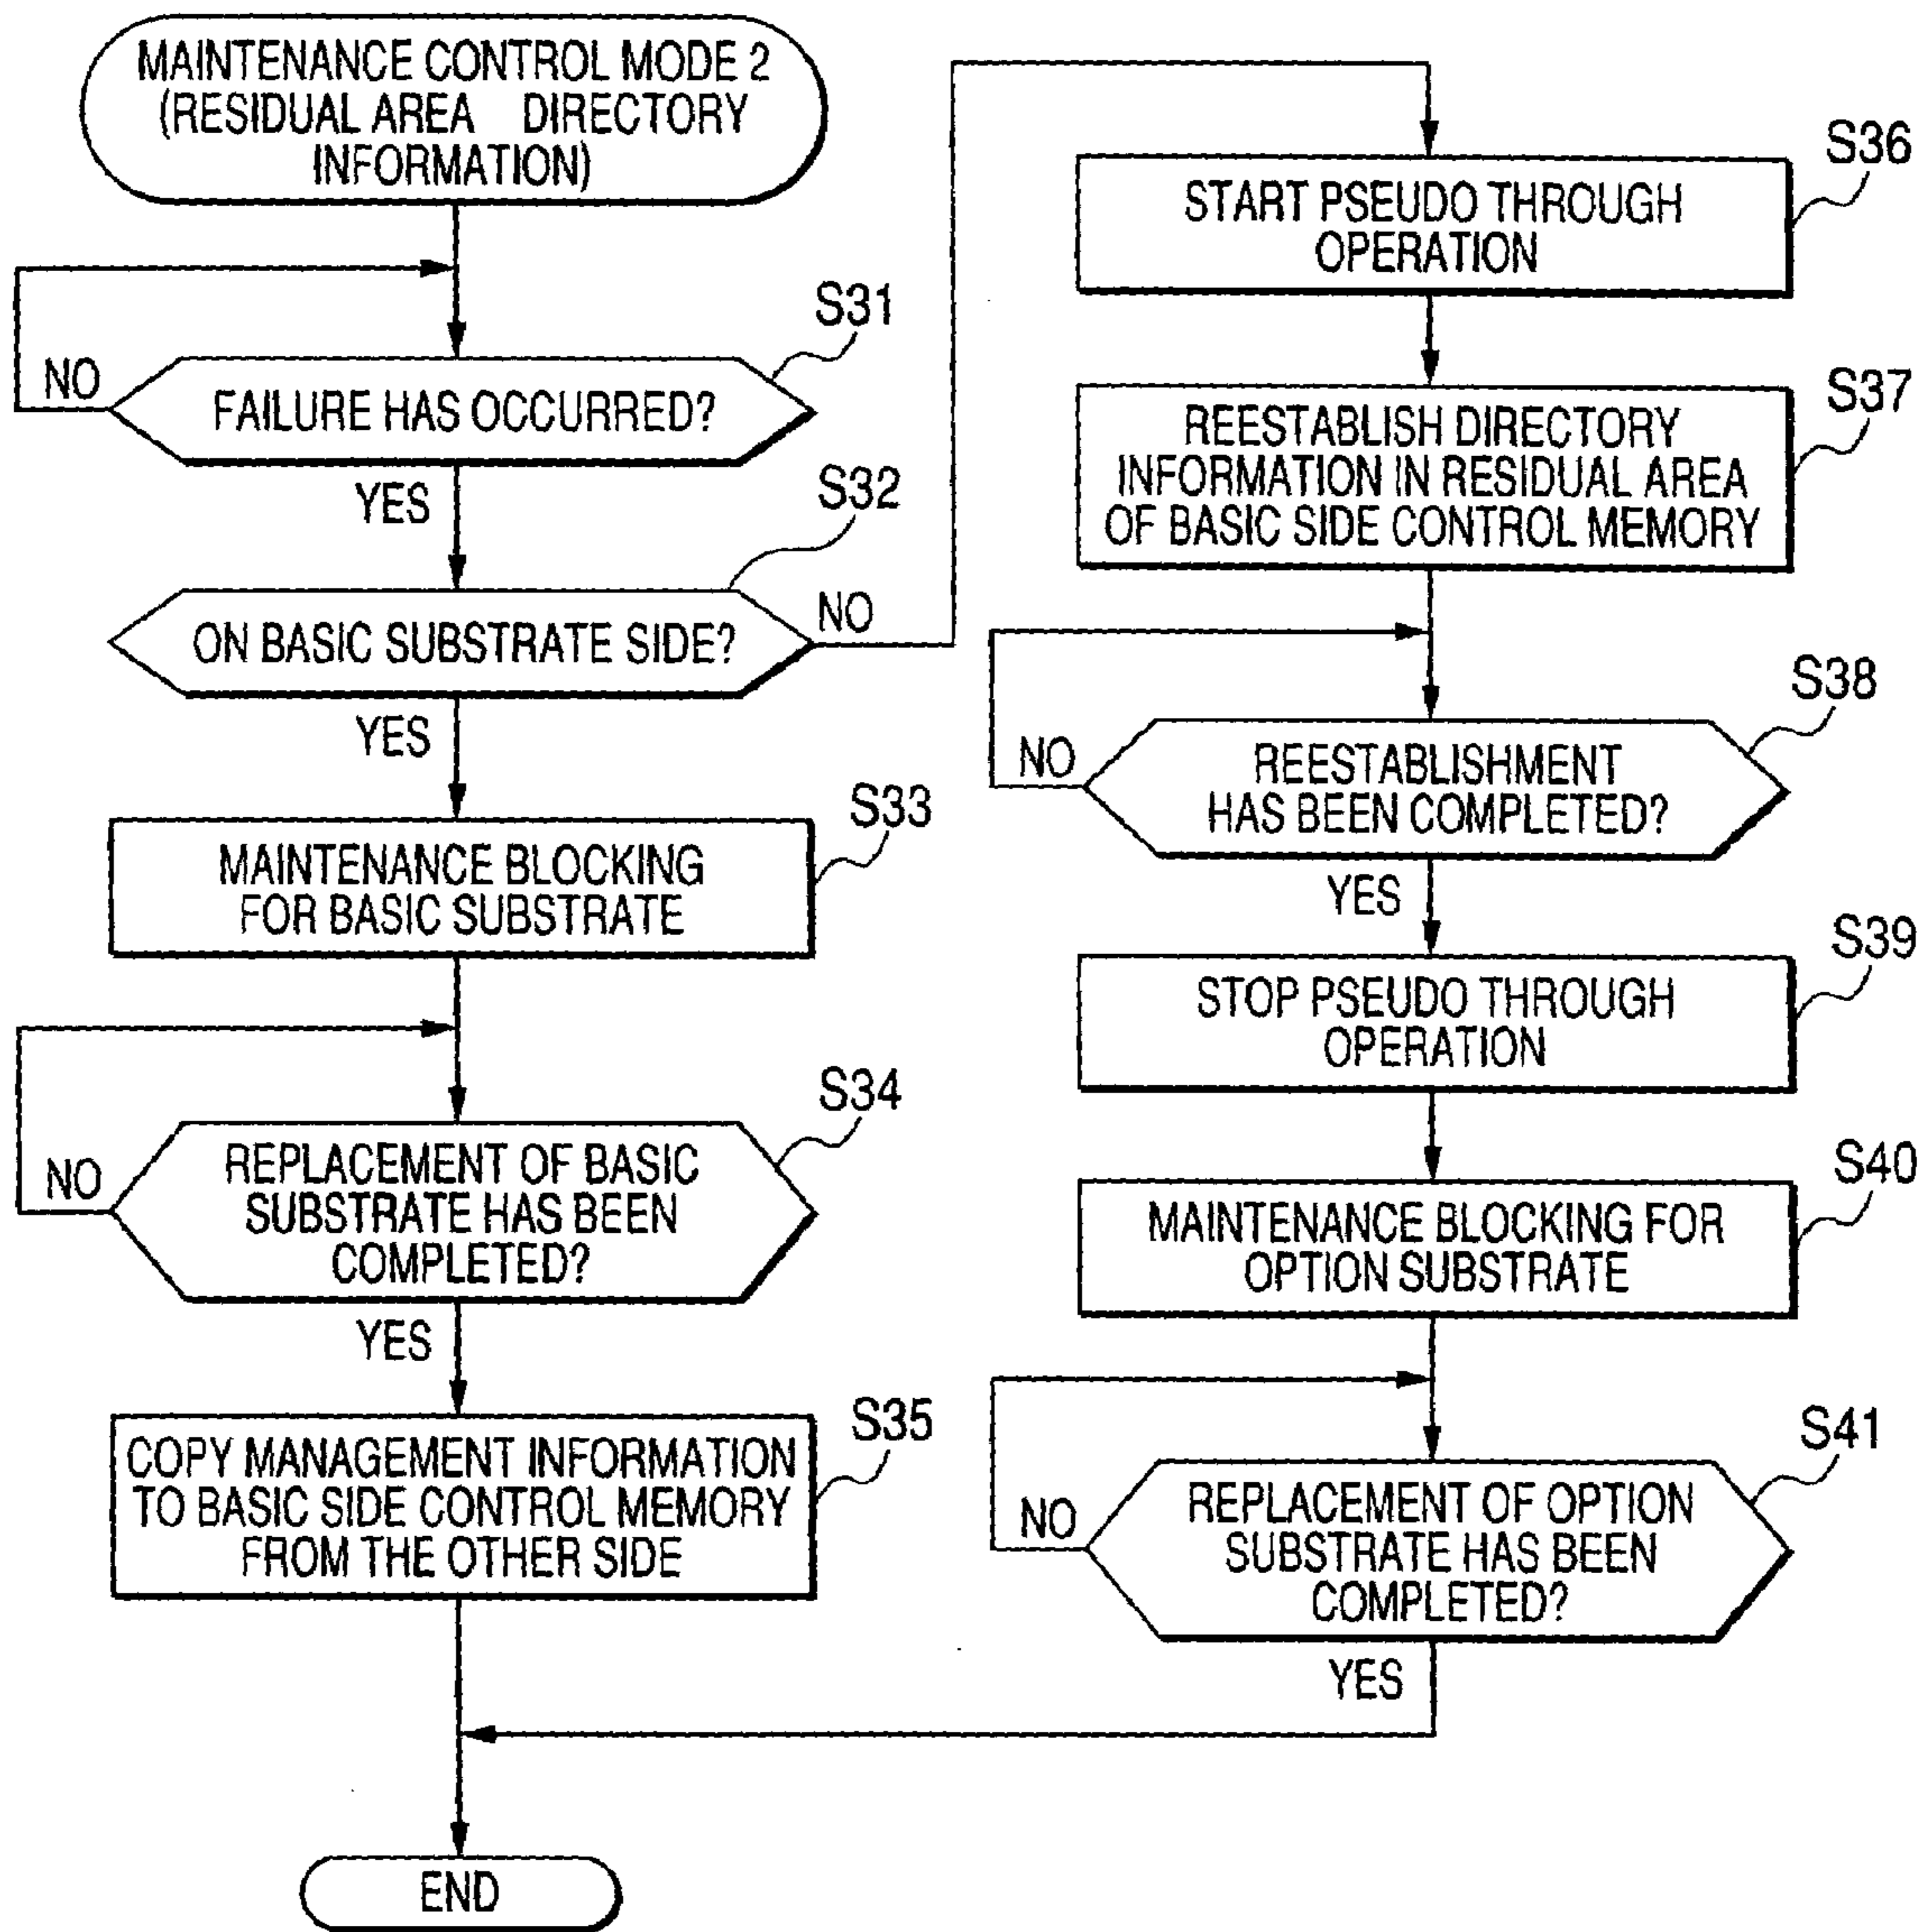 MAINTENANCE CONTROL MODE 2
(RESIDUAL AREA DIRECTORY
INFORMATION)
S31
NO
FAILURE HAS OCCURRED?
YES
S32
ON BASIC SUBSTRATE SIDE?
NO
YES
S33
MAINTENANCE BLOCKING
FOR BASIC SUBSTRATE
S34
NO
REPLACEMENT OF BASIC
SUBSTRATE HAS BEEN
COMPLETED?
YES
S35
COPY MANAGEMENT INFORMATION
TO BASIC SIDE CONTROL MEMORY
FROM THE OTHER SIDE
END
S36
START PSEUDO THROUGH
OPERATION
S37
REESTABLISH DIRECTORY
INFORMATION IN RESIDUAL AREA
OF BASIC SIDE CONTROL MEMORY
S38
NO
REESTABLISHMENT
HAS BEEN COMPLETED?
YES
S39
STOP PSEUDO THROUGH
OPERATION
S40
MAINTENANCE BLOCKING FOR
OPTION SUBSTRATE
S41
NO
REPLACEMENT OF OPTION
SUBSTRATE HAS BEEN
COMPLETED?
YES